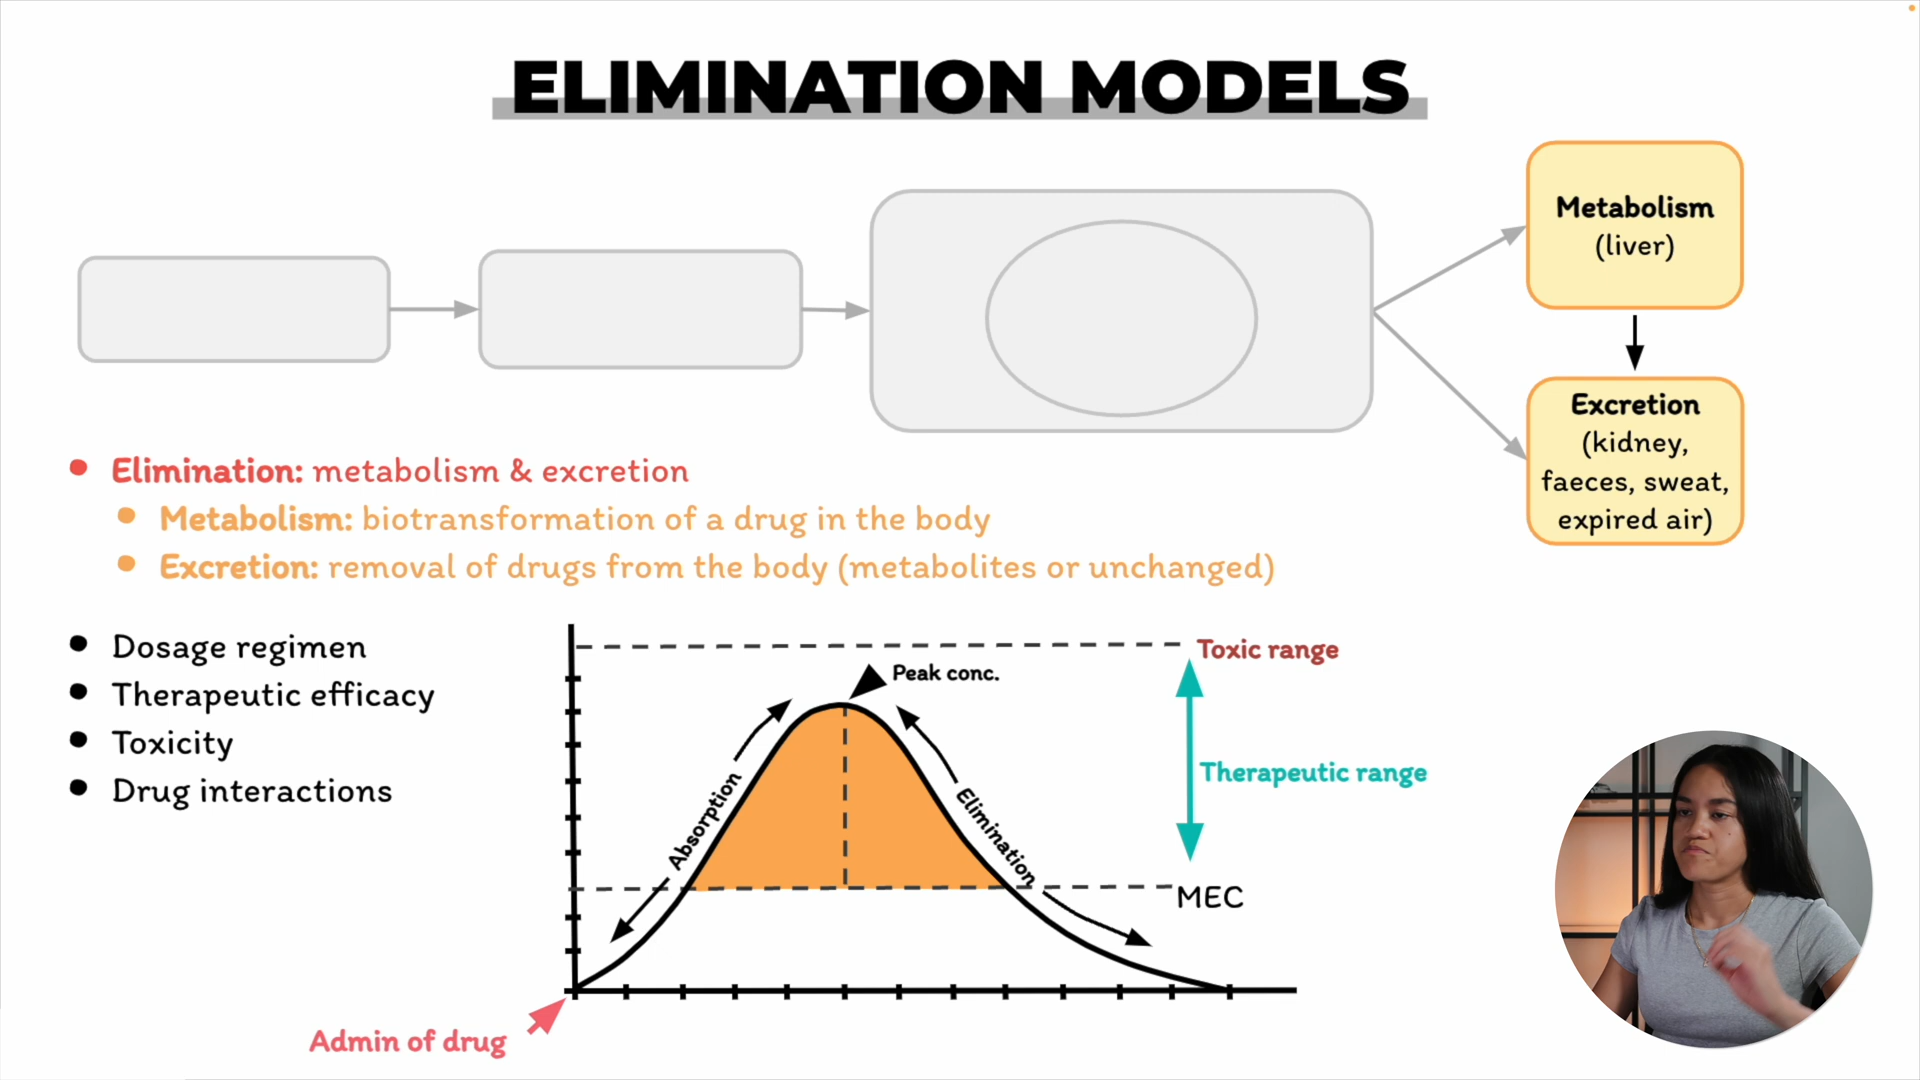 ELIMINATION MODELS
Metabolism
(liver)
Excretion
(kidney,
faeces, sweat,
expired air)
Elimination: metabolism & excretion
Metabolism: biotransformation of a drug in the body
Excretion: removal of drugs from the body (metabolites or unchanged)
Dosage regimen
Therapeutic efficacy
Toxicity
Drug interactions
Toxic range
Peak conc.
Therapeutic range
Absorption
Elimination
MEC
Admin of drug